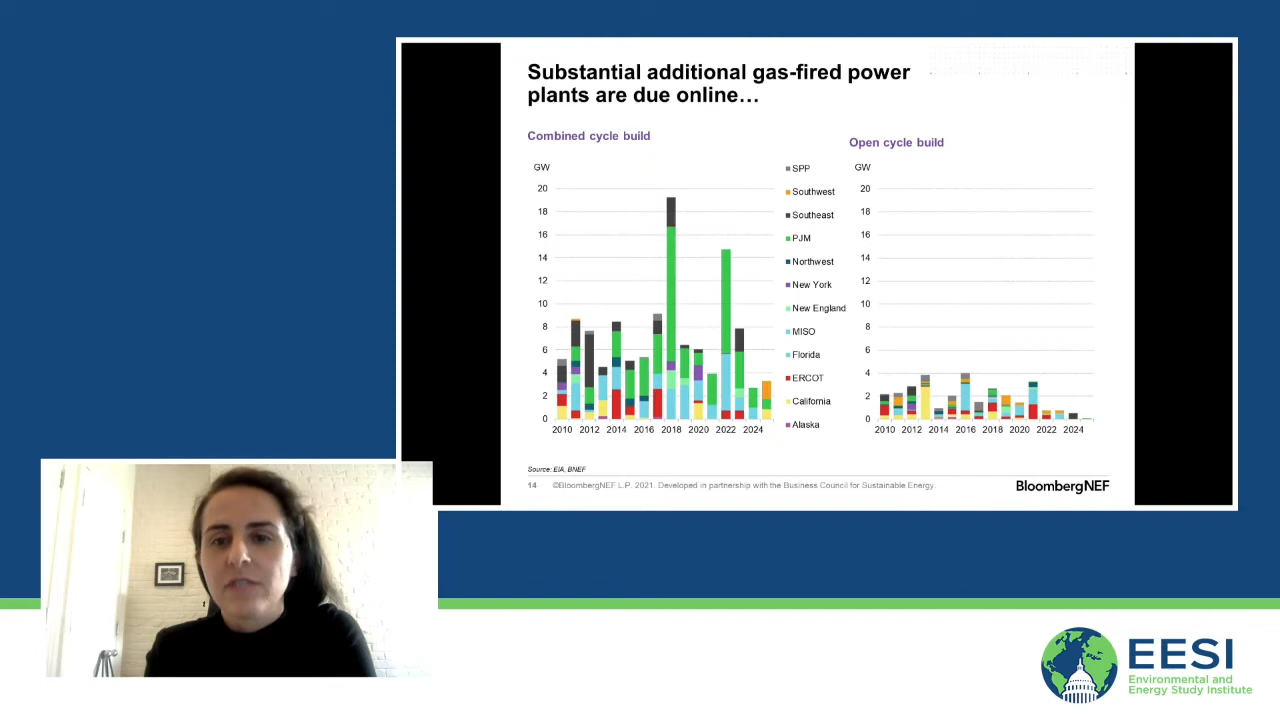 Substantial additional gas-fired power
plants are due online…
Combined cycle build
GW
20
18
16
14
12
10
8
6
4
2
0
2010 2012 2014 2016 2018 2020 2022 2024
SPP
Southwest
Southeast
PJM
Northwest
New York
New England
MISO
Florida
ERCOT
California
Alaska
Open cycle build
GW
20
18
16
14
12
10
8
6
4
2
0
2010 2012 2014 2016 2018 2020 2022 2024
Source: EIA, BNEF
14 ©BloombergNEF L.P. 2021. Developed in partnership with the Business Council for Sustainable Energy.
BloombergNEF
EESI
Environmental and
Energy Study Institute